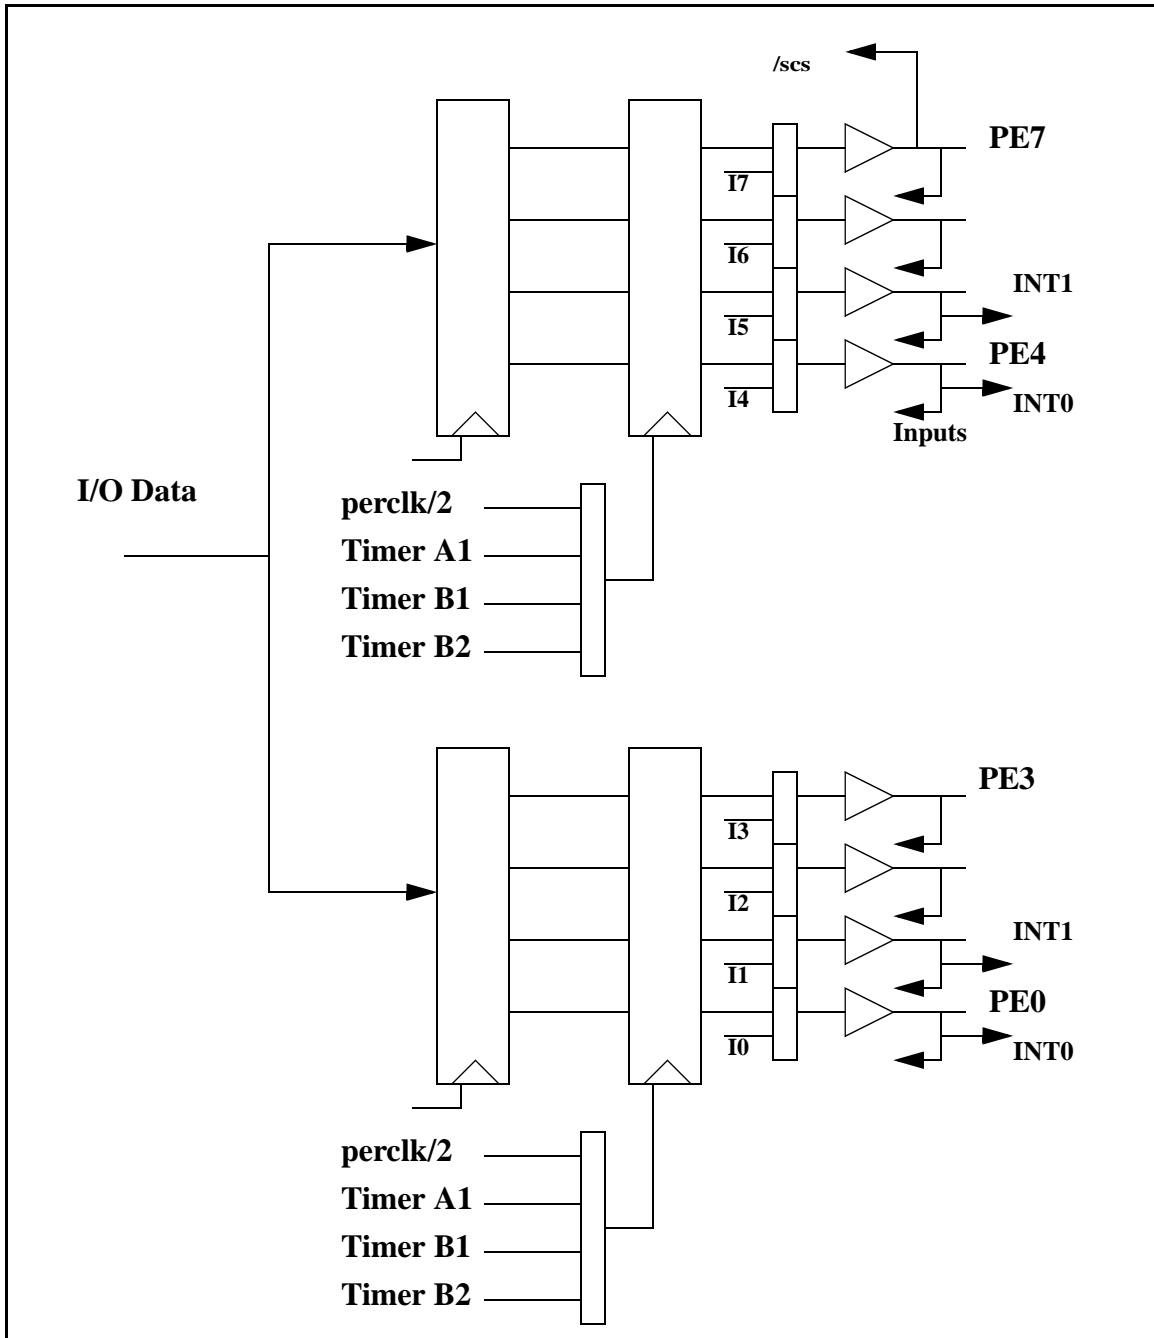 /scs
PE7
I7
I6
INT1
I5
PE4
I4
INT0
Inputs
I/O Data
perclk/2
Timer A1
Timer B1
Timer B2
PE3
I3
I2
INT1
I1
PE0
I0
INT0
perclk/2
Timer A1
Timer B1
Timer B2